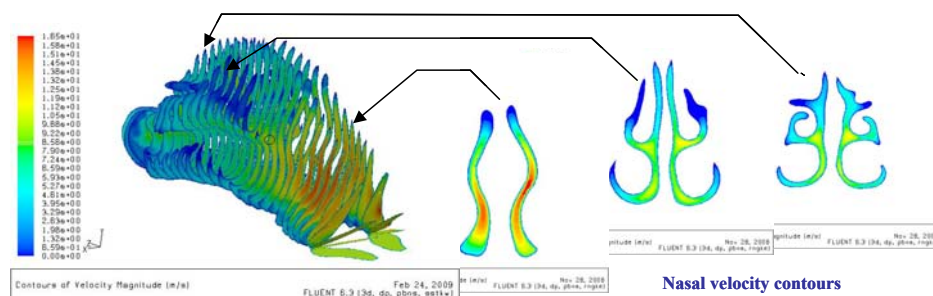 1.85e+01
1.58e+01
1.51e+01
1.45e+01
1.38e+01
1.32e+01
1.25e+01
1.19e+01
1.12e+01
1.05e+01
9.88e+00
9.22e+00
8.58e+00
7.90e+00
7.24e+00
6.59e+00
5.93e+00
5.27e+00
4.61e+00
3.95e+00
3.29e+00
2.63e+00
1.98e+00
1.32e+00
6.59e-01
0.00e+00
Contours of Velocity Magnitude (m/s)
Feb 24, 2009
FLUENT 6.3 (3d, dp, pbns,
de (m/s)
Nov 28, 2008
FLUENT 6.3 (3d, dp, pbns, rngke)
Magnitude (m/s)
Nov 28, 2008
FLUENT 6.3 (3d, dp, pbns, rngke)
agnitude (m/s)
Nov 28, 200
FLUENT 6.3 (3d, dp, pbns, rngke
Nasal velocity contours